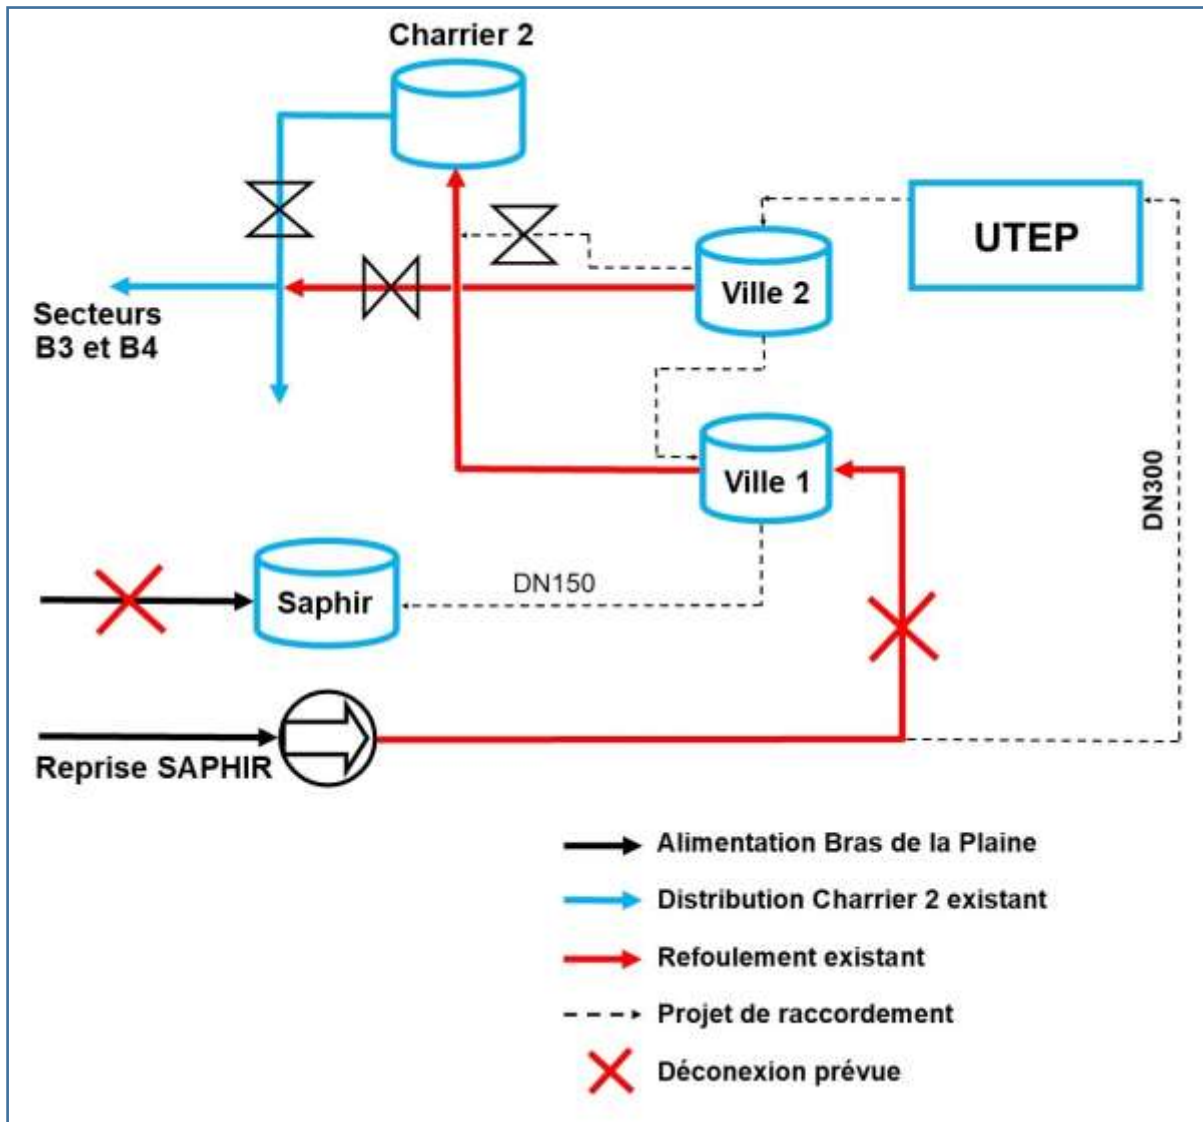 Charrier 2
UTEP
Ville 2
Secteurs
B3 et B4
Ville 1
DN300
DN150
Saphir
Reprise SAPHIR
Alimentation Bras de la Plaine
Distribution Charrier 2 existant
Refoulement existant
Projet de raccordement
Déconexion prévue